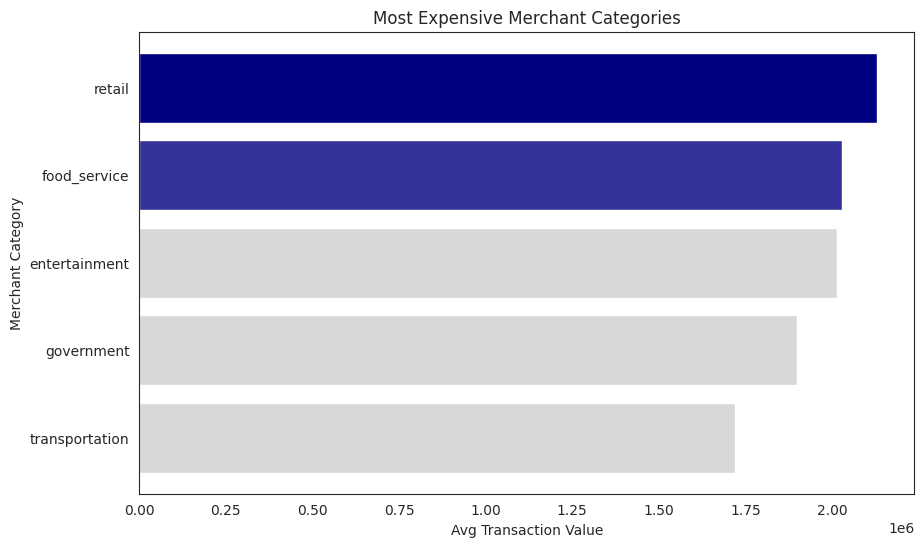 Most Expensive Merchant Categories
Merchant Category
retail
food_service
entertainment
government
transportation
0.00 0.25 0.50 0.75 1.00 1.25 1.50 1.75 2.00
1e6
Avg Transaction Value